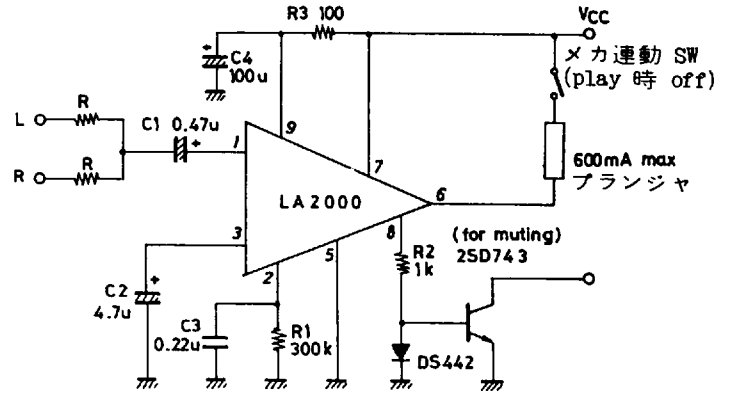 R3 100
VCC
C4
100u
メカ連動 SW
(play 時 off)
R
L
C1 0.47u
R
R
1
9
7
600mA max
プランジャ
LA2000
6
3
8
(for muting)
2SD743
2
5
R2
1k
C2
4.7u
C3
0.22u
R1
300k
DS442